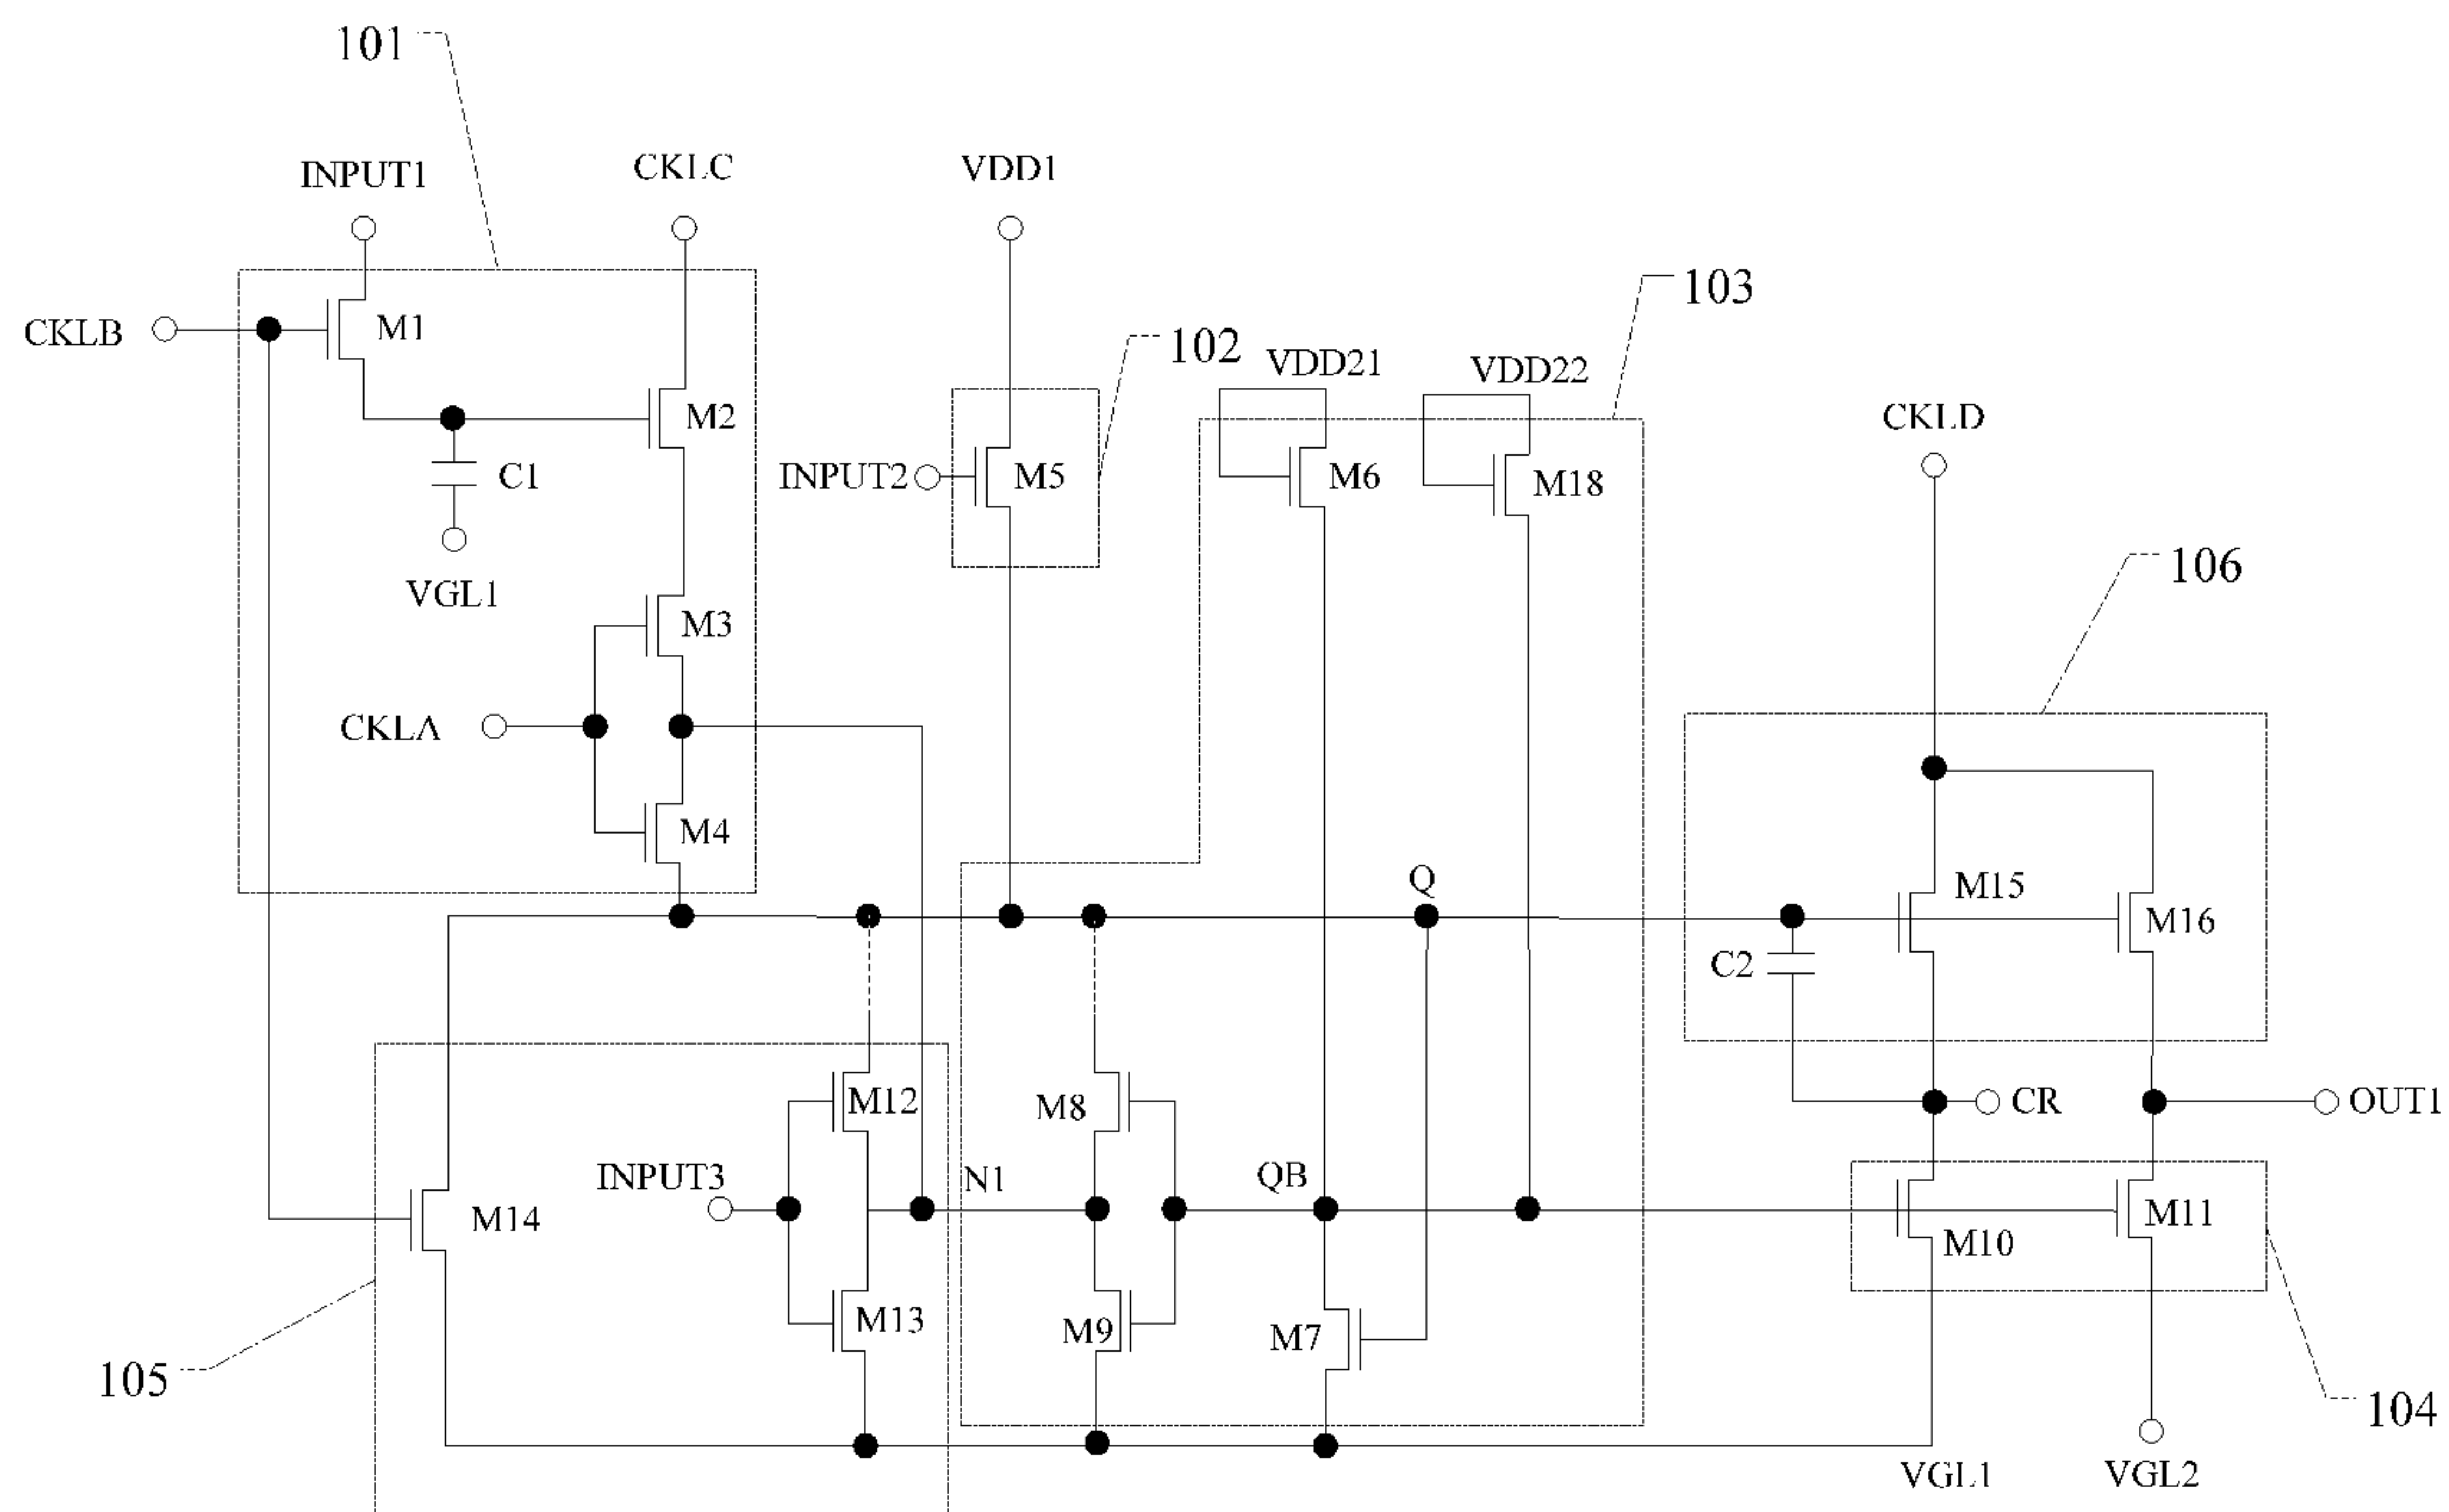 101
INPUT1
CKLC
VDD1
103
CKLB
M1
102
VDD21
VDD22
M2
CKLD
C1
INPUT2
M5
M6
M18
VGL1
106
M3
CKLA
M4
Q
M15
M16
C2
M12
M8
CR
OUT1
INPUT3
N1
QB
M14
M11
M10
M13
M9
M7
105
104
VGL1
VGL2